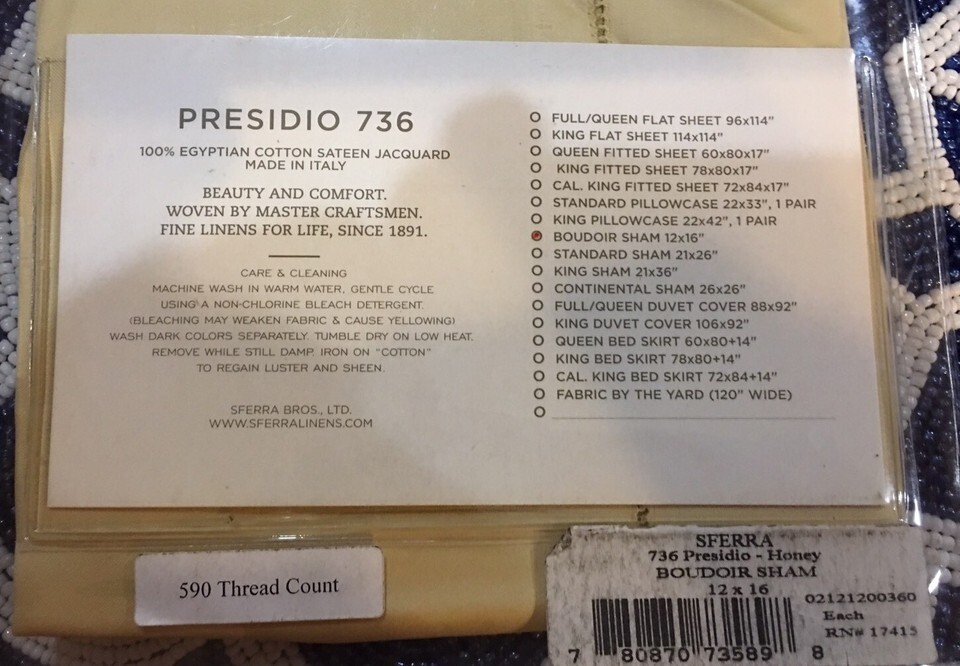 PRESIDIO 736
100% EGYPTIAN COTTON SATEEN JACQUARD
MADE IN ITALY
BEAUTY AND COMFORT.
WOVEN BY MASTER CRAFTSMEN.
FINE LINENS FOR LIFE, SINCE 1891.
CARE & CLEANING
MACHINE WASH IN WARM WATER, GENTLE CYCLE
USING A NON-CHLORINE BLEACH DETERGENT.
(BLEACHING MAY WEAKEN FABRIC & CAUSE YELLOWING)
WASH DARK COLORS SEPARATELY. TUMBLE DRY ON LOW HEAT.
REMOVE WHILE STILL DAMP. IRON ON "COTTON"
TO REGAIN LUSTER AND SHEEN.
SFERRA BROS., LTD.
WWW.SFERRALINENS.COM
FULL/QUEEN FLAT SHEET 96x114"
KING FLAT SHEET 114x114"
QUEEN FITTED SHEET 60x80x17"
KING FITTED SHEET 78x80x17"
CAL. KING FITTED SHEET 72x84x17"
STANDARD PILLOWCASE 22x33", 1 PAIR
KING PILLOWCASE 22x42", 1 PAIR
BOUDOIR SHAM 12x16"
STANDARD SHAM 21x26"
KING SHAM 21x36"
CONTINENTAL SHAM 26x26"
FULL/QUEEN DUVET COVER 88x92"
KING DUVET COVER 106x92"
QUEEN BED SKIRT 60x80+14"
KING BED SKIRT 78x80+14"
CAL. KING BED SKIRT 72x84+14"
FABRIC BY THE YARD (120" WIDE)
590 Thread Count
SFERRA
736 Presidio - Honey
BOUDOIR SHAM
12 x 16
02121200360
Each
RN# 17415
7 80870 73589 8